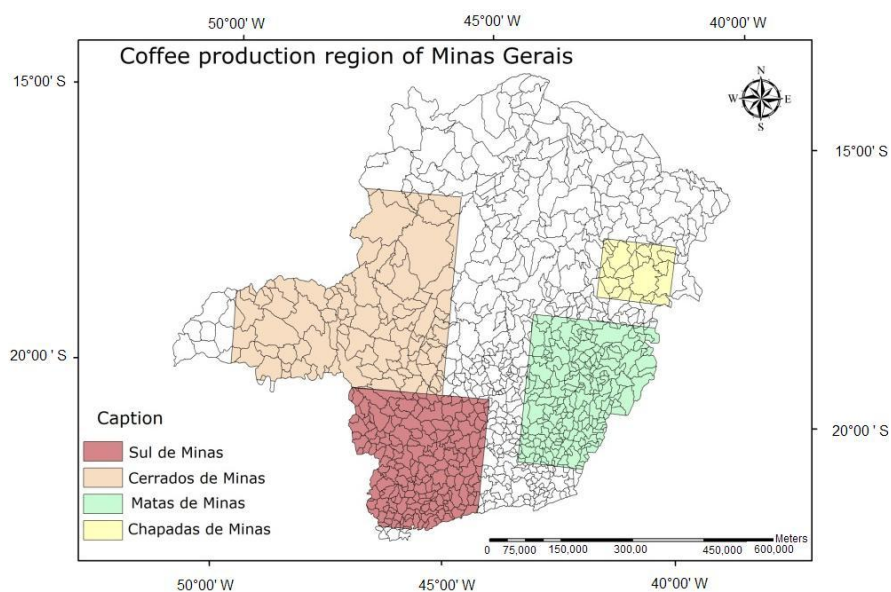 50°00' W 45°00' W 40°00' W
Coffee production region of Minas Gerais
15°00' S
N
W E
S
15°00' S
20°00 ' S
20°00' S
Caption
Sul de Minas
Cerrados de Minas
Matas de Minas
Chapadas de Minas
Meters
0 75,000 150,000 300.00 450,000 600,000
50°00' W 45°00' W 40°00' W